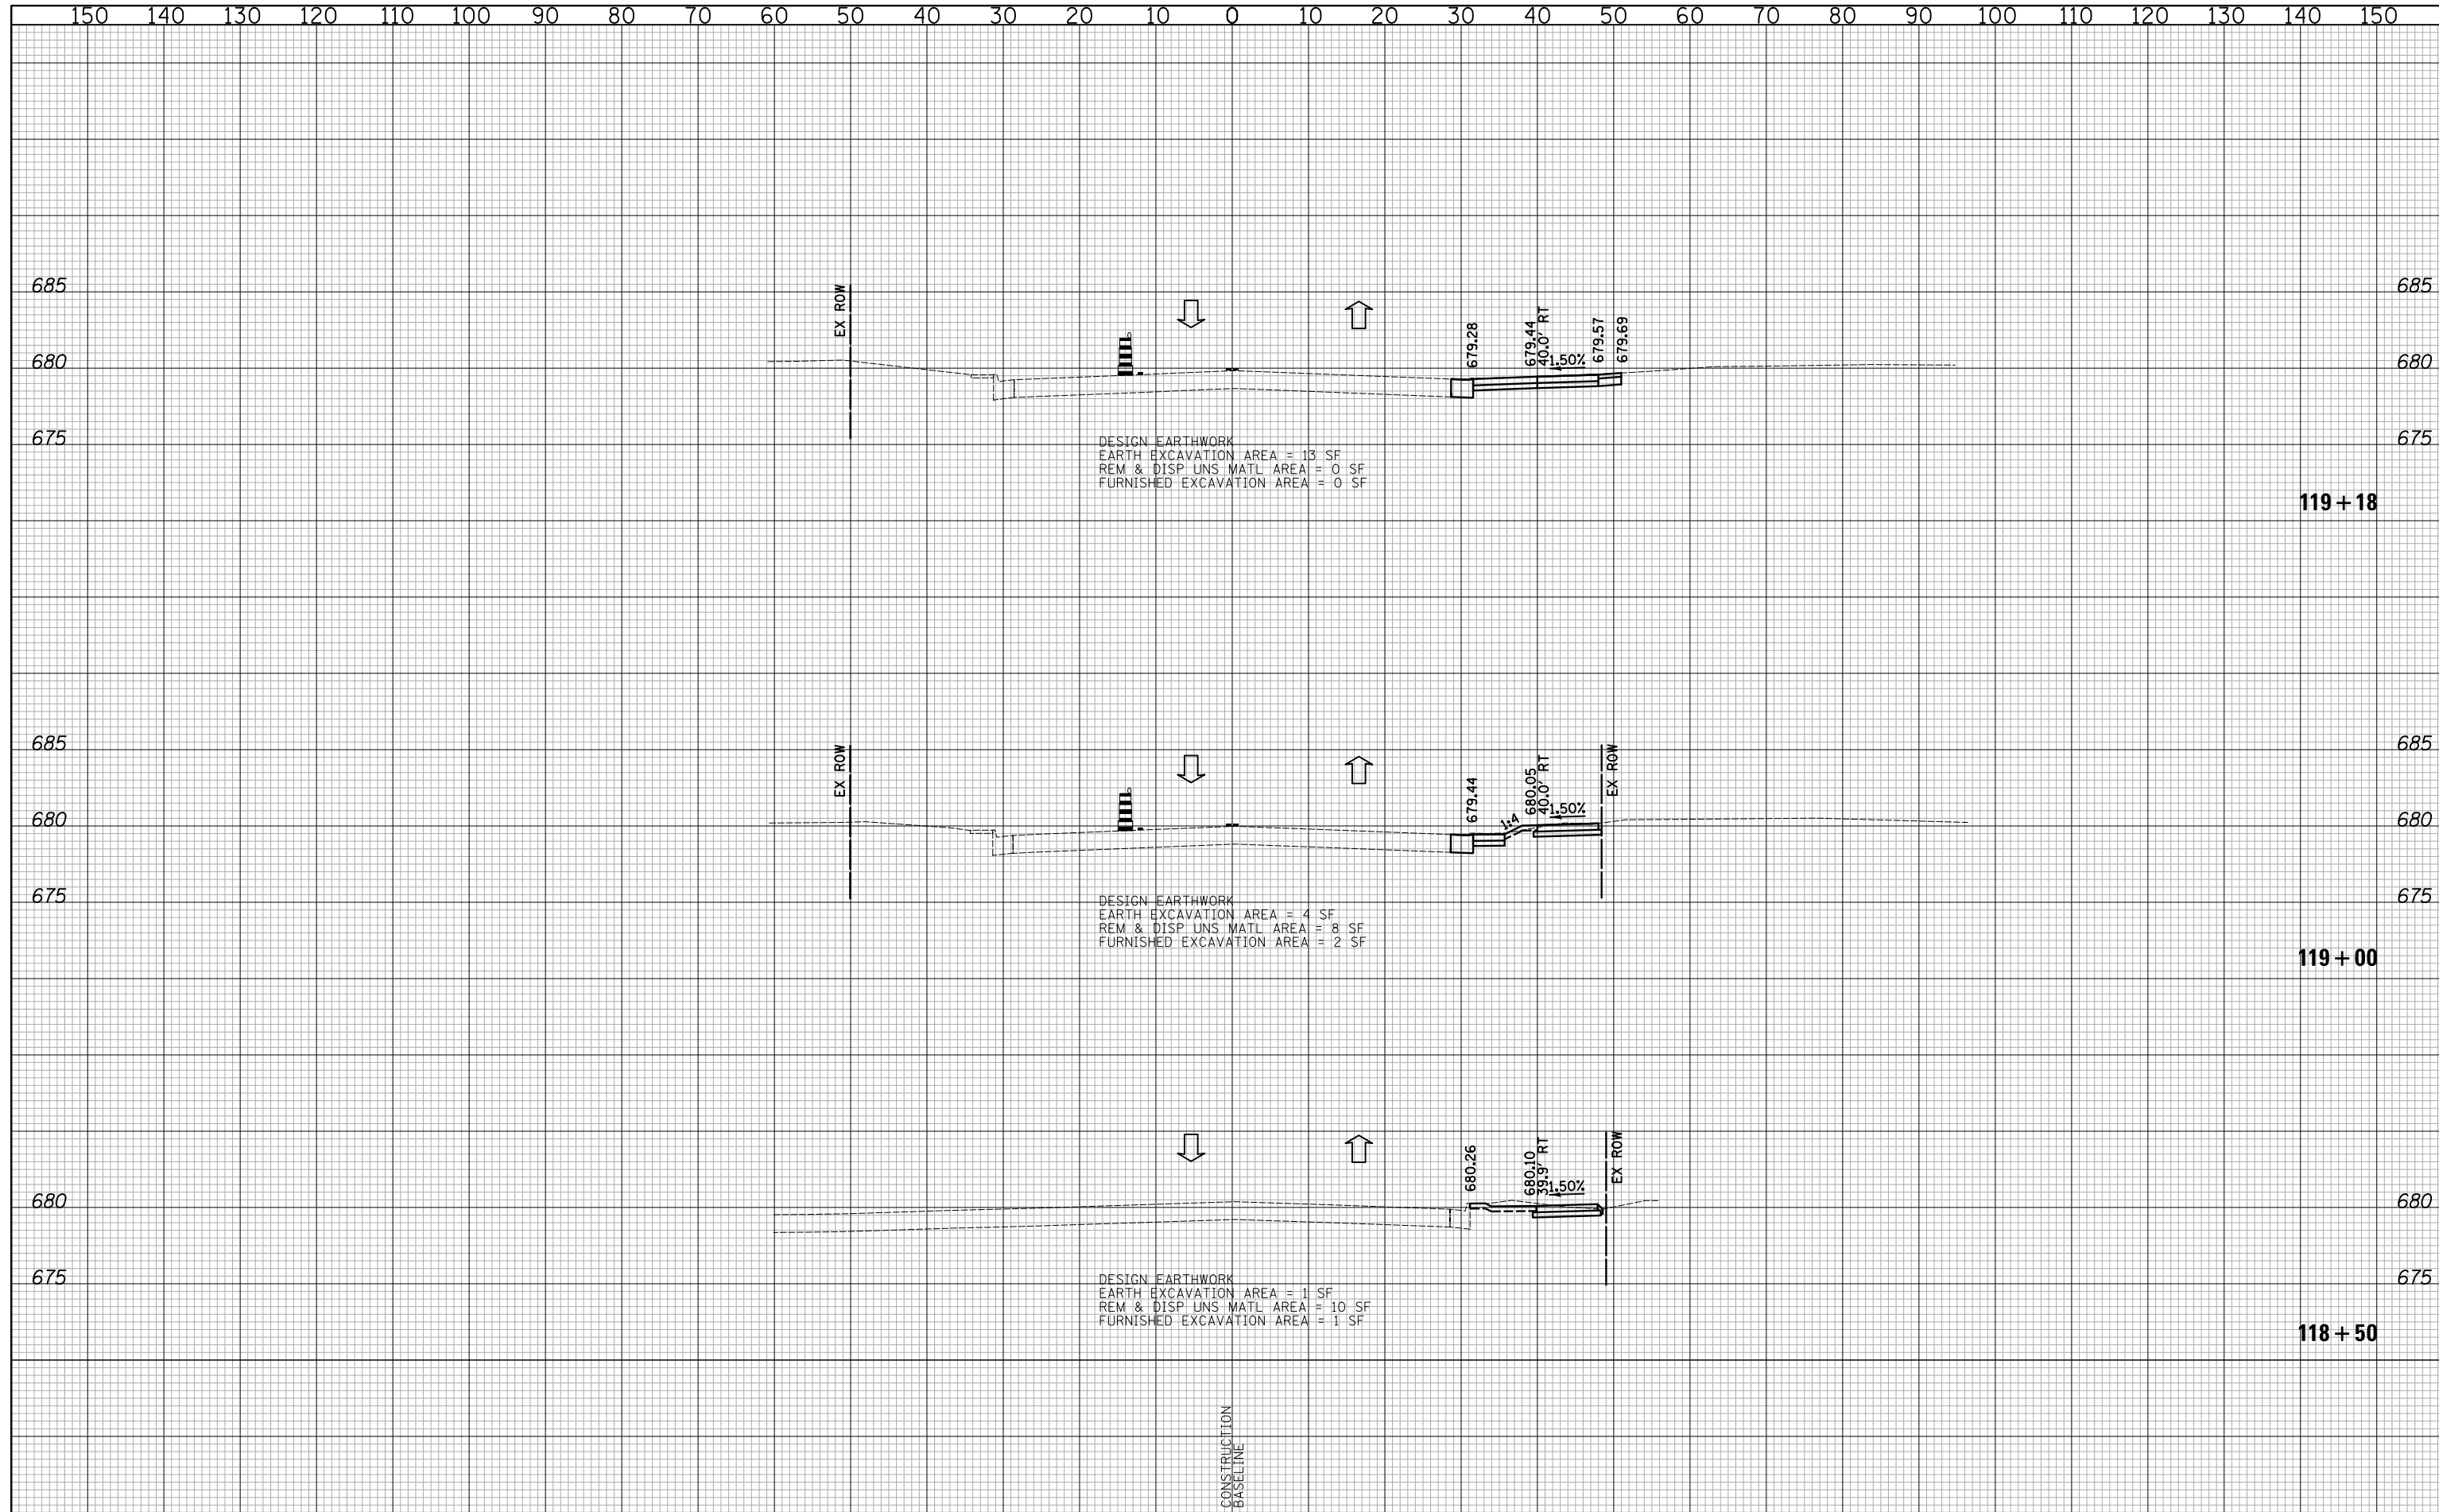 150 140 130 120 110 100 90 80 70 60 50 40 30 20 10 0 10 20 30 40 50 60 70 80 90 100 110 120 130 140 150
685 685
EX ROW
679.28
679.44
40.0' RT
1.50%
679.57
679.69
680 680
675 675
DESIGN EARTHWORK
EARTH EXCAVATION AREA = 13 SF
REM & DISP UNS MATL AREA = 0 SF
FURNISHED EXCAVATION AREA = 0 SF
119+18
685 685
EX ROW
679.44
1:4
680.05
40.0' RT
1.50%
EX ROW
680 680
675 675
DESIGN EARTHWORK
EARTH EXCAVATION AREA = 4 SF
REM & DISP UNS MATL AREA = 8 SF
FURNISHED EXCAVATION AREA = 2 SF
119+00
680.26
680.10
39.9' RT
1.50%
EX ROW
680 680
675 675
DESIGN EARTHWORK
EARTH EXCAVATION AREA = 1 SF
REM & DISP UNS MATL AREA = 10 SF
FURNISHED EXCAVATION AREA = 1 SF
118+50
CONSTRUCTION
BASELINE